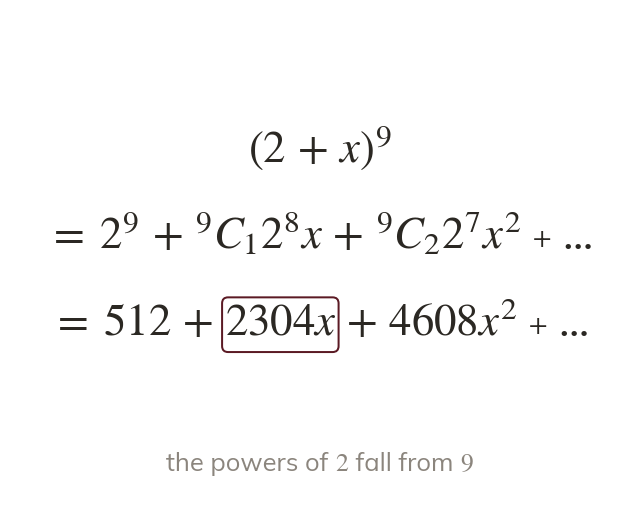 (2 + x)⁹
= 2⁹ + ⁹C₁2⁸x + ⁹C₂2⁷x² + ...
= 512 + 2304x + 4608x² + ...
the powers of 2 fall from 9